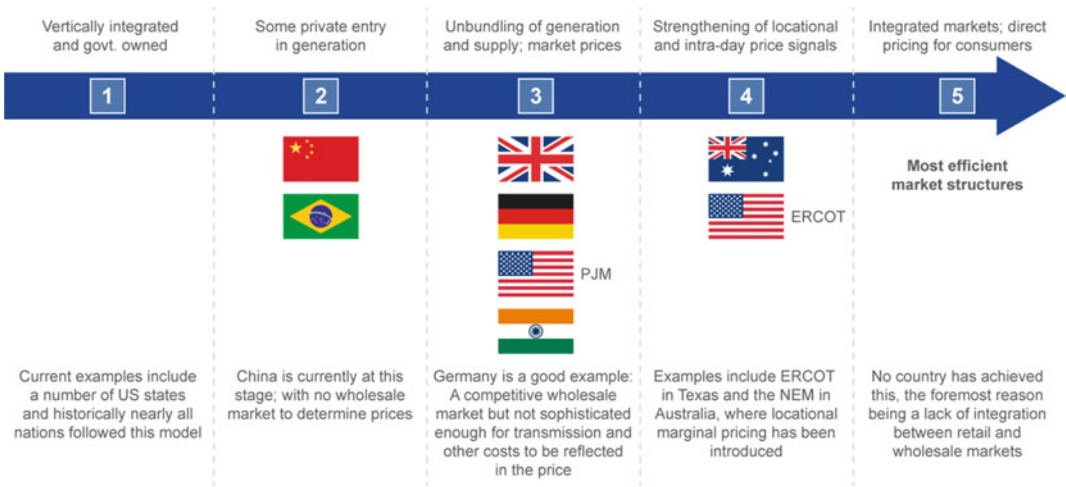 Vertically integrated
and govt. owned
Some private entry
in generation
Unbundling of generation
and supply; market prices
Strengthening of locational
and intra-day price signals
Integrated markets; direct
pricing for consumers
1
2
3
4
5
Most efficient
market structures
ERCOT
PJM
Current examples include
a number of US states
and historically nearly all
nations followed this model
China is currently at this
stage; with no wholesale
market to determine prices
Germany is a good example:
A competitive wholesale
market but not sophisticated
enough for transmission and
other costs to be reflected
in the price
Examples include ERCOT
in Texas and the NEM in
Australia, where locational
marginal pricing has been
introduced
No country has achieved
this, the foremost reason
being a lack of integration
between retail and
wholesale markets